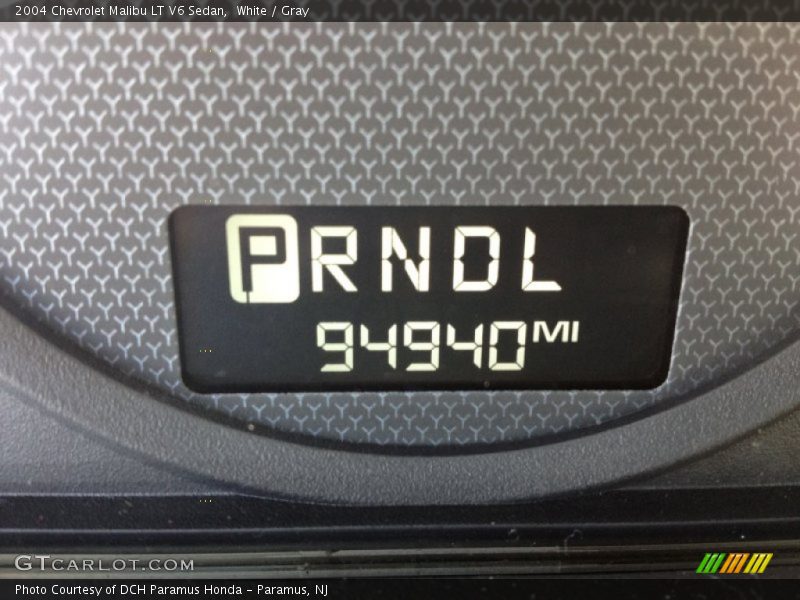 2004 Chevrolet Malibu LT V6 Sedan,  White / Gray
PRNDL
94940MI
GTCARLOT.COM
Photo Courtesy of DCH Paramus Honda - Paramus, NJ